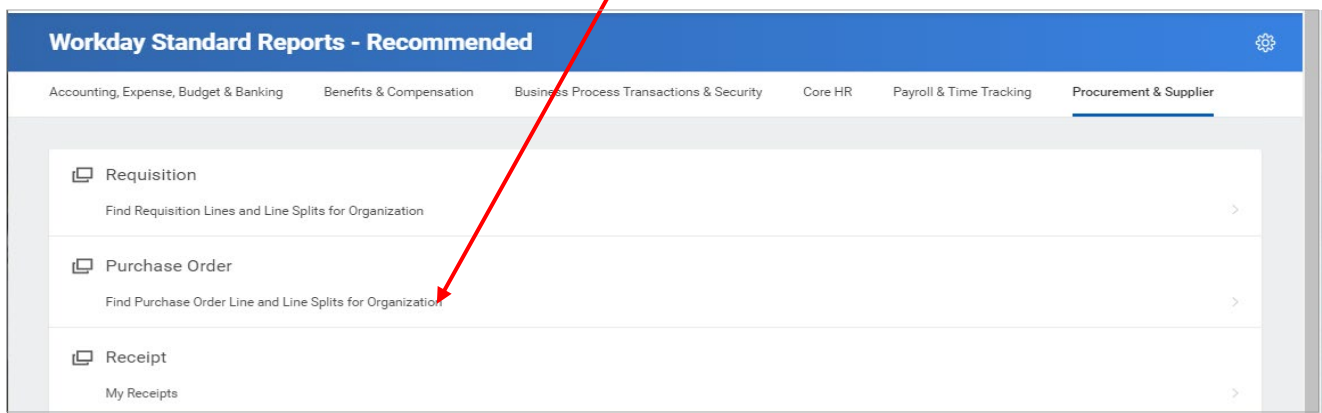 Workday Standard Reports - Recommended
Accounting, Expense, Budget & Banking Benefits & Compensation Business Process Transactions & Security Core HR Payroll & Time Tracking Procurement & Supplier
Requisition
Find Requisition Lines and Line Splits for Organization
Purchase Order
Find Purchase Order Line and Line Splits for Organization
Receipt
My Receipts